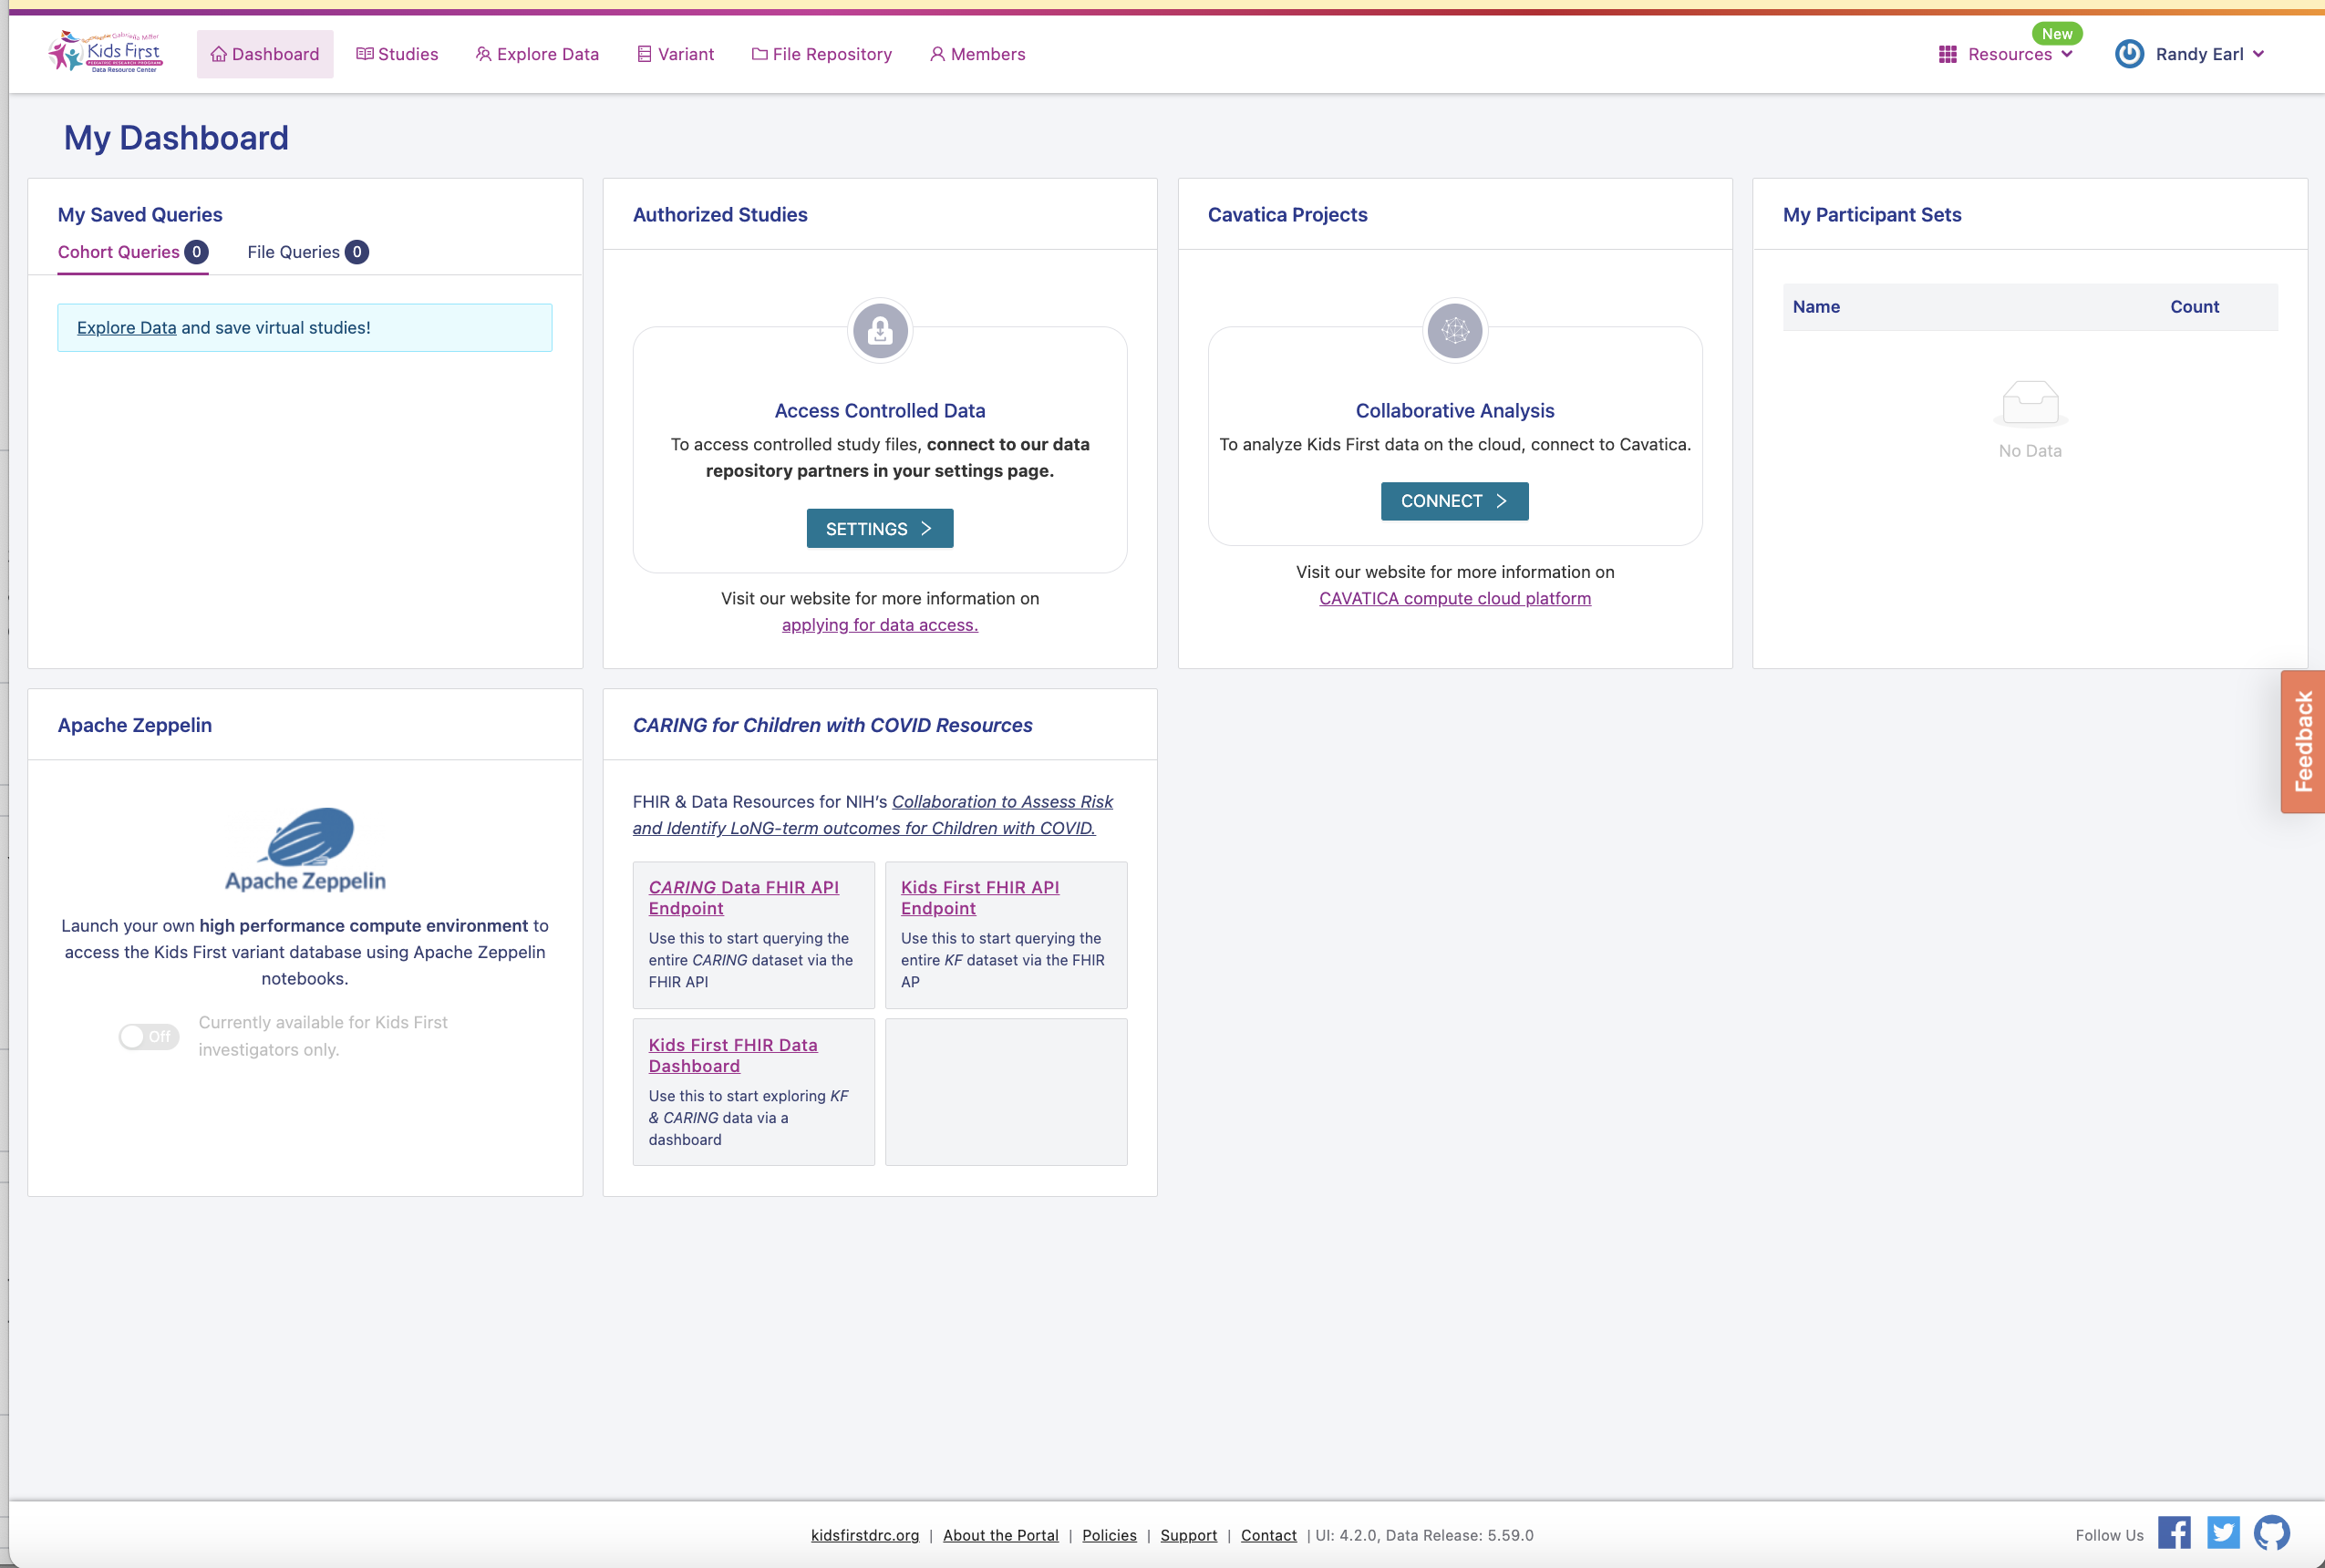 Gabriella Miller
Kids First
PEDIATRIC RESEARCH PROGRAM
Data Resource Center
Dashboard
Studies
Explore Data
Variant
File Repository
Members
New
Resources
Randy Earl
My Dashboard
My Saved Queries
Cohort Queries 0
File Queries 0
Explore Data and save virtual studies!
Authorized Studies
Access Controlled Data
To access controlled study files, connect to our data
repository partners in your settings page.
SETTINGS
Visit our website for more information on
applying for data access.
Cavatica Projects
Collaborative Analysis
To analyze Kids First data on the cloud, connect to Cavatica.
CONNECT
Visit our website for more information on
CAVATICA compute cloud platform
My Participant Sets
Name Count
No Data
Feedback
Apache Zeppelin
Apache Zeppelin
Launch your own high performance compute environment to
access the Kids First variant database using Apache Zeppelin
notebooks.
Off
Currently available for Kids First
investigators only.
CARING for Children with COVID Resources
FHIR & Data Resources for NIH's Collaboration to Assess Risk
and Identify LoNG-term outcomes for Children with COVID.
CARING Data FHIR API
Endpoint
Use this to start querying the
entire CARING dataset via the
FHIR API
Kids First FHIR API
Endpoint
Use this to start querying the
entire KF dataset via the FHIR
AP
Kids First FHIR Data
Dashboard
Use this to start exploring KF
& CARING data via a
dashboard
kidsfirstdrc.org | About the Portal | Policies | Support | Contact | UI: 4.2.0, Data Release: 5.59.0
Follow Us